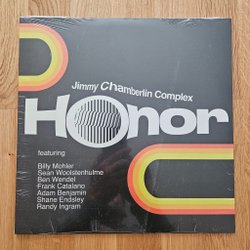 Jimmy Chamberlin Complex
Honor
featuring
Billy Mohler
Sean Woolstenhulme
Ben Wendel
Frank Catalano
Adam Benjamin
Shane Endsley
Randy Ingram